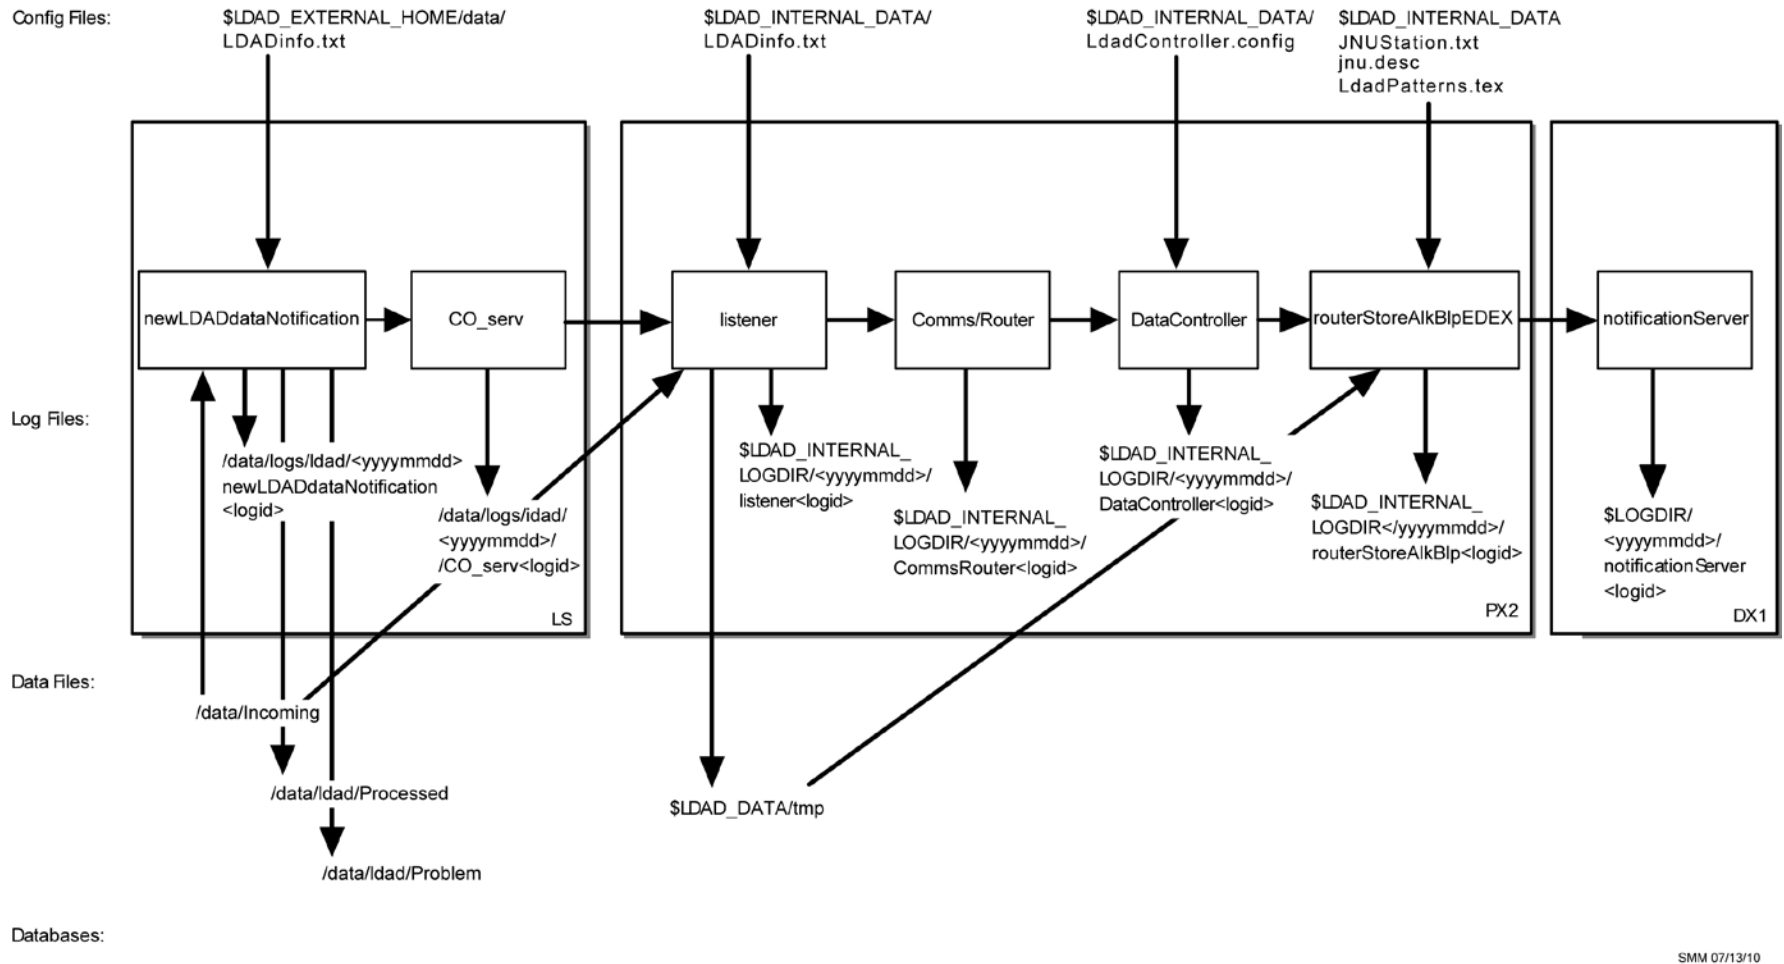 Config Files:
$LDAD_EXTERNAL_HOME/data/
LDADinfo.txt
$LDAD_INTERNAL_DATA/
LDADinfo.txt
$LDAD_INTERNAL_DATA/
LdadController.config
$LDAD_INTERNAL_DATA
JNUStation.txt
jnu.desc
LdadPatterns.tex
newLDADdataNotification
CO_serv
listener
Comms/Router
DataController
routerStoreAlkBlpEDEX
notificationServer
Log Files:
/data/logs/ldad/<yyyymmdd>
newLDADdataNotification
<logid>
/data/logs/idad/
<yyyymmdd>/
/CO_serv<logid>
$LDAD_INTERNAL_
LOGDIR/<yyyymmdd>/
listener<logid>
$LDAD_INTERNAL_
LOGDIR/<yyyymmdd>/
CommsRouter<logid>
$LDAD_INTERNAL_
LOGDIR/<yyyymmdd>/
DataController<logid>
$LDAD_INTERNAL_
LOGDIR</yyyymmdd>/
routerStoreAlkBlp<logid>
$LOGDIR/
<yyyymmdd>/
notificationServer
<logid>
LS
PX2
DX1
Data Files:
/data/Incoming
/data/ldad/Processed
$LDAD_DATA/tmp
/data/ldad/Problem
Databases:
SMM 07/13/10